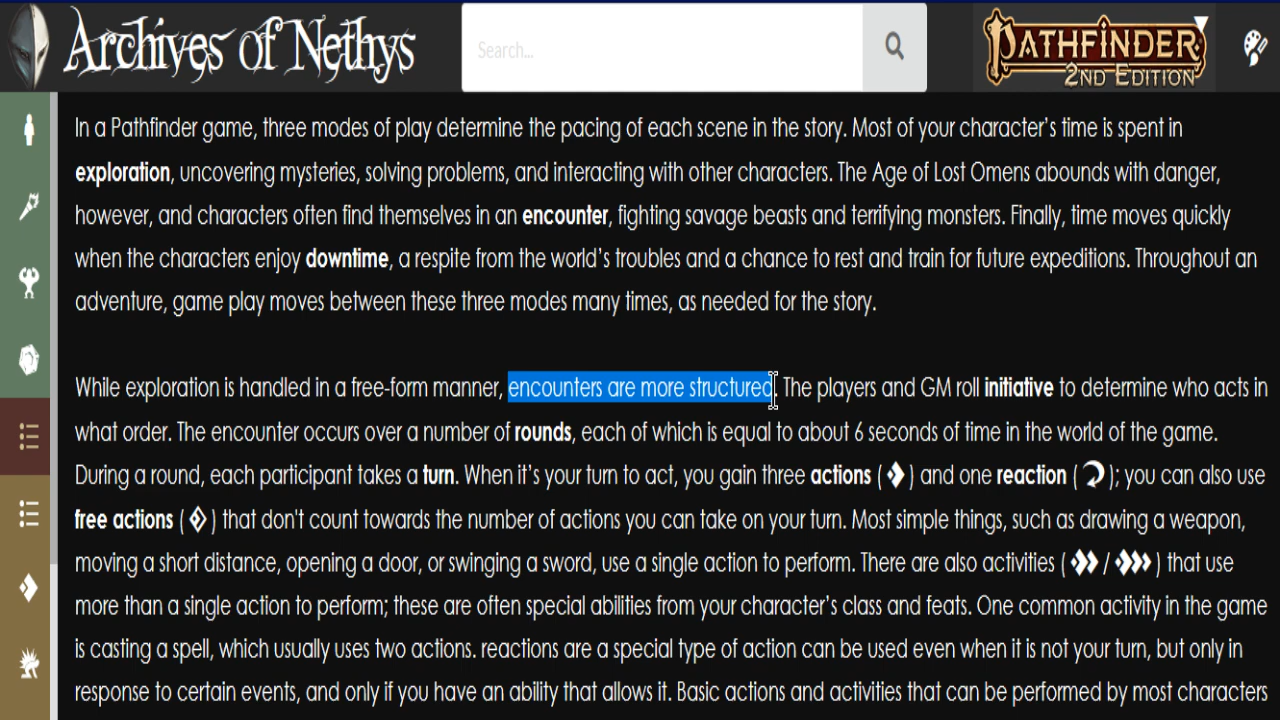 Archives of Nethys
Search...
PATHFINDER
2ND EDITION
In a Pathfinder game, three modes of play determine the pacing of each scene in the story. Most of your character’s time is spent in
exploration, uncovering mysteries, solving problems, and interacting with other characters. The Age of Lost Omens abounds with danger,
however, and characters often find themselves in an encounter, fighting savage beasts and terrifying monsters. Finally, time moves quickly
when the characters enjoy downtime, a respite from the world’s troubles and a chance to rest and train for future expeditions. Throughout an
adventure, game play moves between these three modes many times, as needed for the story.
While exploration is handled in a free-form manner, encounters are more structured. The players and GM roll initiative to determine who acts in
what order. The encounter occurs over a number of rounds, each of which is equal to about 6 seconds of time in the world of the game.
During a round, each participant takes a turn. When it’s your turn to act, you gain three actions ( ) and one reaction ( ); you can also use
free actions ( ) that don't count towards the number of actions you can take on your turn. Most simple things, such as drawing a weapon,
moving a short distance, opening a door, or swinging a sword, use a single action to perform. There are also activities ( / ) that use
more than a single action to perform; these are often special abilities from your character’s class and feats. One common activity in the game
is casting a spell, which usually uses two actions. reactions are a special type of action can be used even when it is not your turn, but only in
response to certain events, and only if you have an ability that allows it. Basic actions and activities that can be performed by most characters